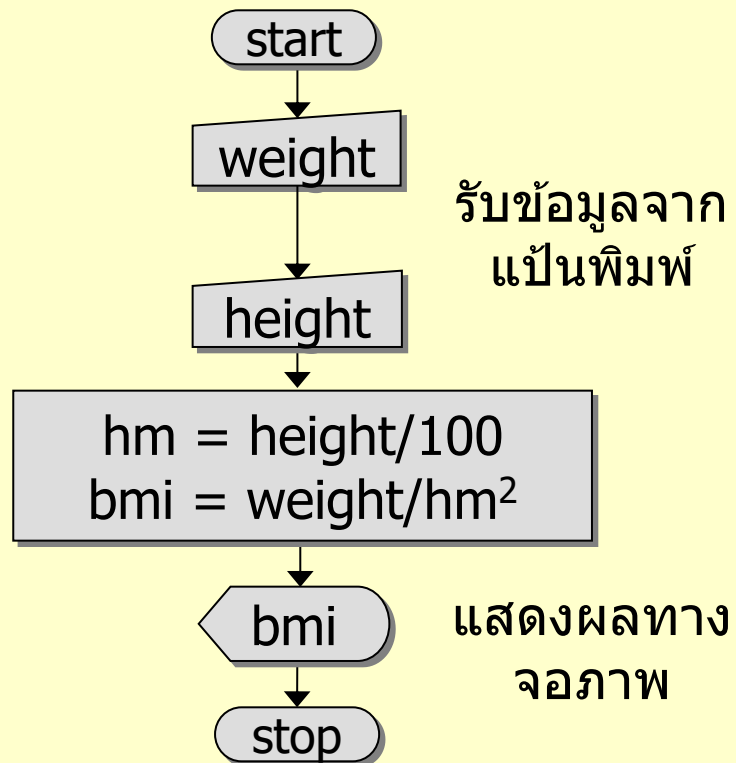 start
weight
รับข้อมูลจาก
แป้นพิมพ์
height
hm = height/100
bmi = weight/hm²
bmi
แสดงผลทาง
จอภาพ
stop